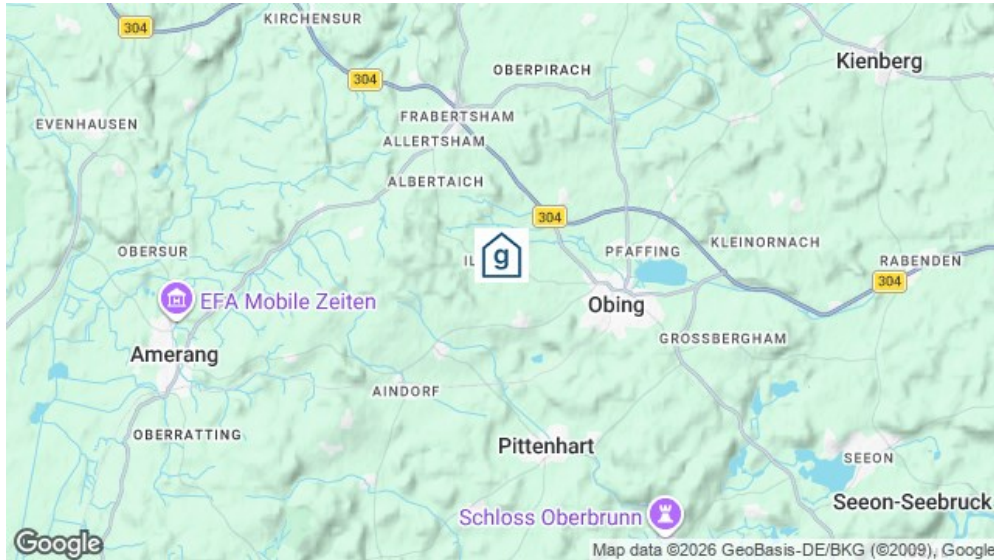 KIRCHENSUR
304
Kienberg
OBERPIRACH
304
FRABERTSHAM
EVENHAUSEN
ALLERTSHAM
ALBERTAICH
304
OBERSUR
PFAFFING
KLEINORNACH
g
RABENDEN
304
EFA Mobile Zeiten
Obing
GROSSBERGHAM
Amerang
AINDORF
OBERRATTING
Pittenhart
SEEON
Seeon-Seebruck
Schloss Oberbrunn
Google
Map data ©2026 GeoBasis-DE/BKG (©2009), Google